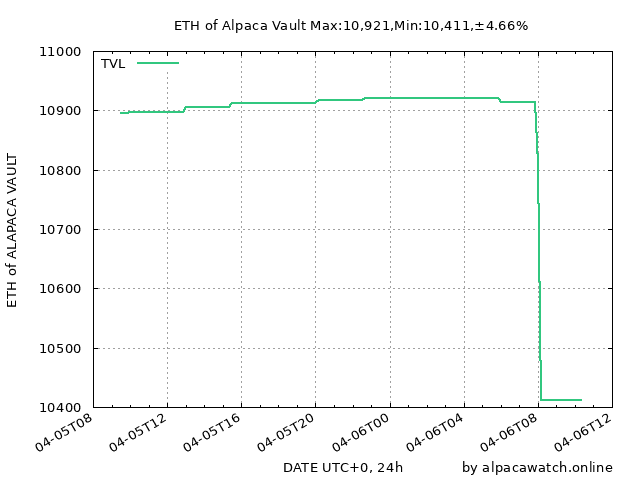 ETH of Alpaca Vault Max:10,921,Min:10,411,±4.66%
TVL
11000
10900
10800
10700
10600
10500
10400
ETH of ALAPACA VAULT
04-05T08
04-05T12
04-05T16
04-05T20
04-06T00
04-06T04
04-06T08
04-06T12
DATE UTC+0, 24h
by alpacawatch.online